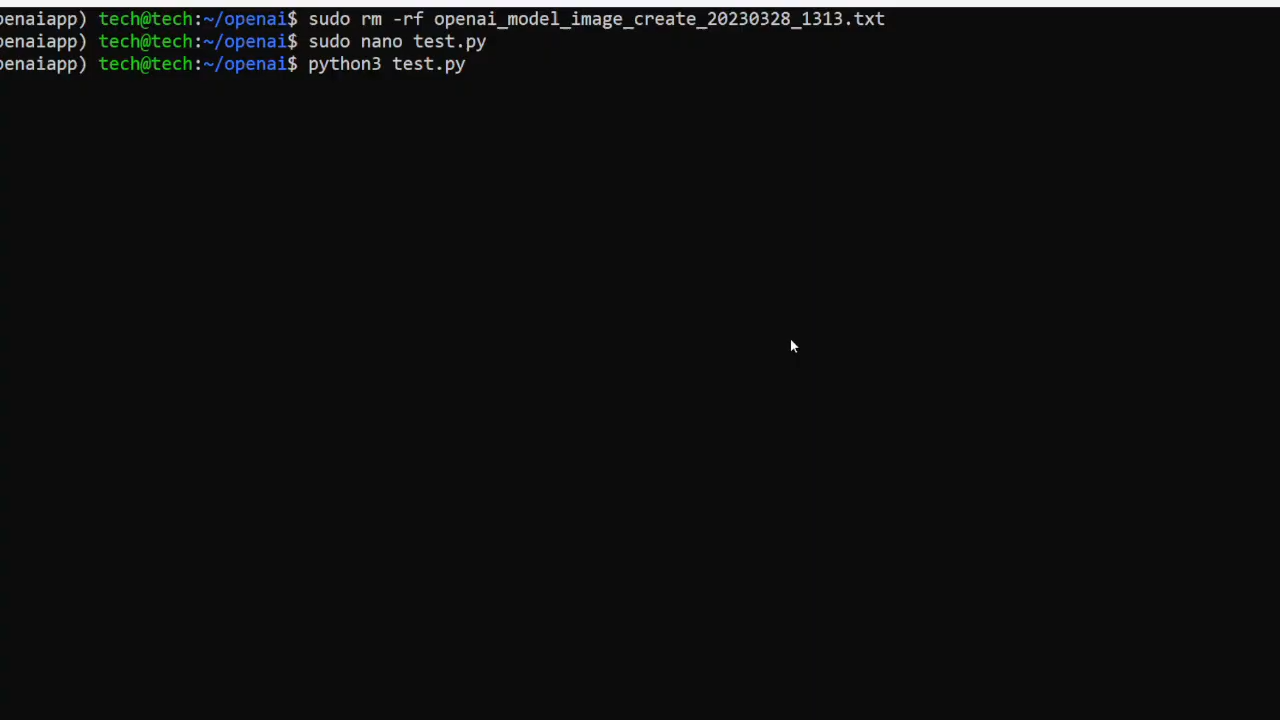 penaiapp) tech@tech:~/openai$ sudo rm -rf openai_model_image_create_20230328_1313.txt
penaiapp) tech@tech:~/openai$ sudo nano test.py
penaiapp) tech@tech:~/openai$ python3 test.py